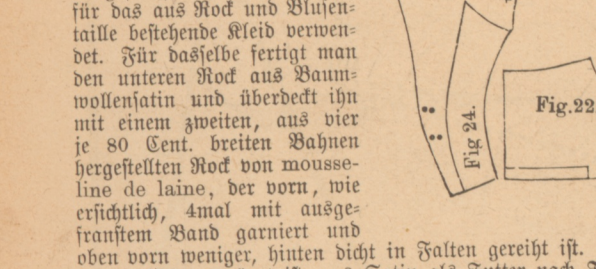 für das aus Rock und Blusen=
taille bestehende Kleid verwen=
det. Für dasselbe fertigt man
den unteren Rock aus Baum=
wollensatin und überdeckt ihn
mit einem zweiten, aus vier
je 80 Cent. breiten Bahnen
hergestellten Rock von mousse-
line de laine, der vorn, wie
ersichtlich, 4mal mit ausge=
franstem Band garniert und
oben vorn weniger, hinten dicht in Falten gereiht ist.
Fig 24.
Fig.22